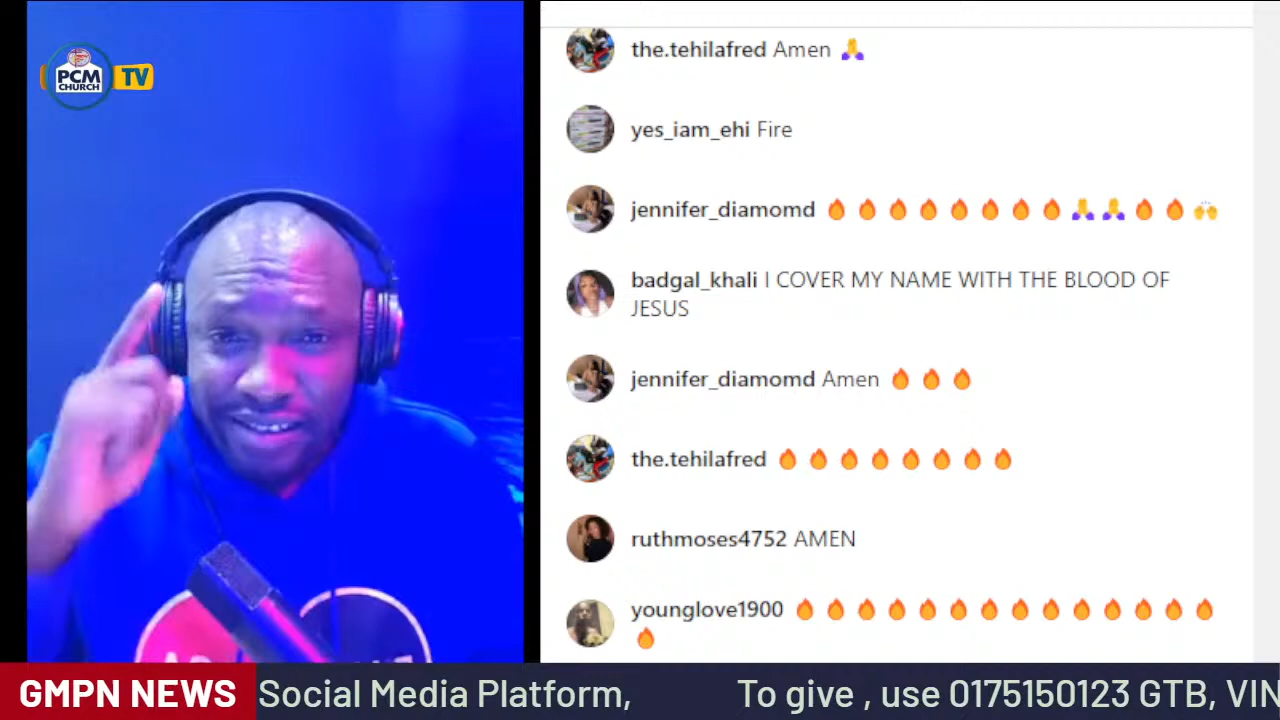 PCM
CHURCH
TV
the.tehilafred Amen 🙏
yes_iam_ehi Fire
jennifer_diamomd 🔥🔥🔥🔥🔥🔥🔥🔥🙏🙏🔥🔥🙌
badgal_khali I COVER MY NAME WITH THE BLOOD OF
JESUS
jennifer_diamomd Amen 🔥🔥🔥
the.tehilafred 🔥🔥🔥🔥🔥🔥🔥🔥
ruthmoses4752 AMEN
younglove1900 🔥🔥🔥🔥🔥🔥🔥🔥🔥🔥🔥🔥🔥🔥
🔥
GMPN NEWS Social Media Platform, To give , use 0175150123 GTB, VIN